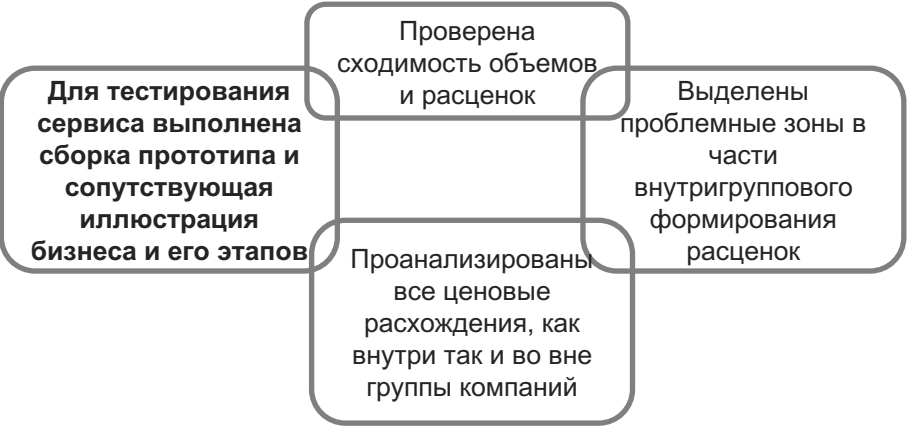 Проверена
сходимость объемов
и расценок
Для тестирования
сервиса выполнена
сборка прототипа и
сопутствующая
иллюстрация
бизнеса и его этапов
Выделены
проблемные зоны в
части
внутригруппового
формирования
расценок
Проанализированы
все ценовые
расхождения, как
внутри так и во вне
группы компаний